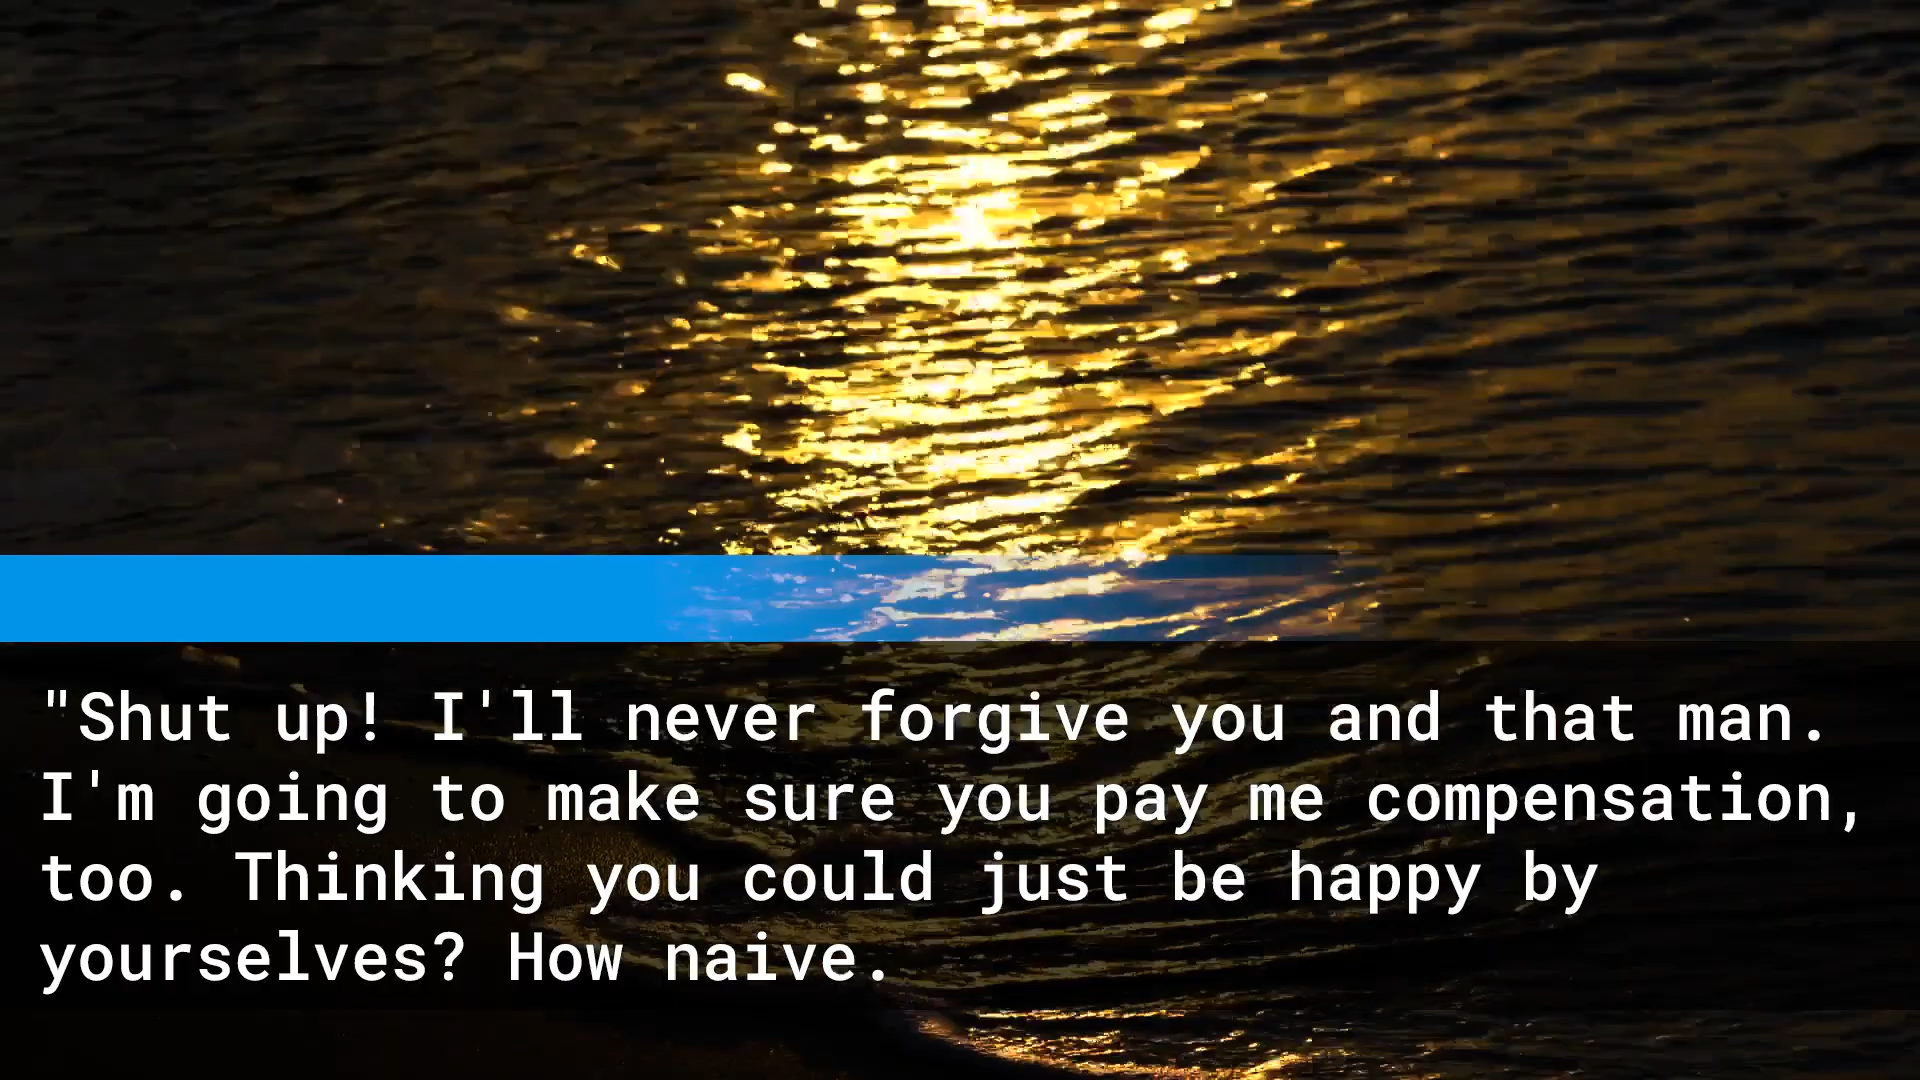 "Shut up! I'll never forgive you and that man.
I'm going to make sure you pay me compensation,
too. Thinking you could just be happy by
yourselves? How naive.